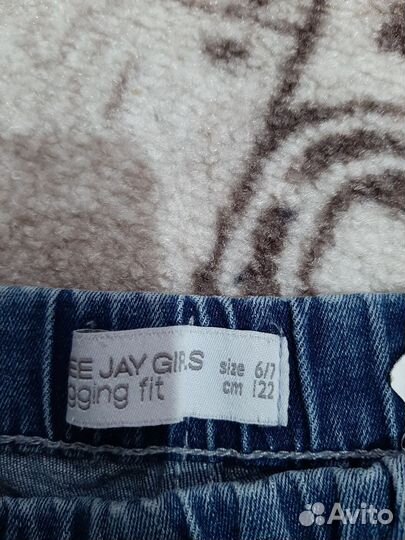 EE JAY GIRLS size 6/7
gging fit cm 122
Avito